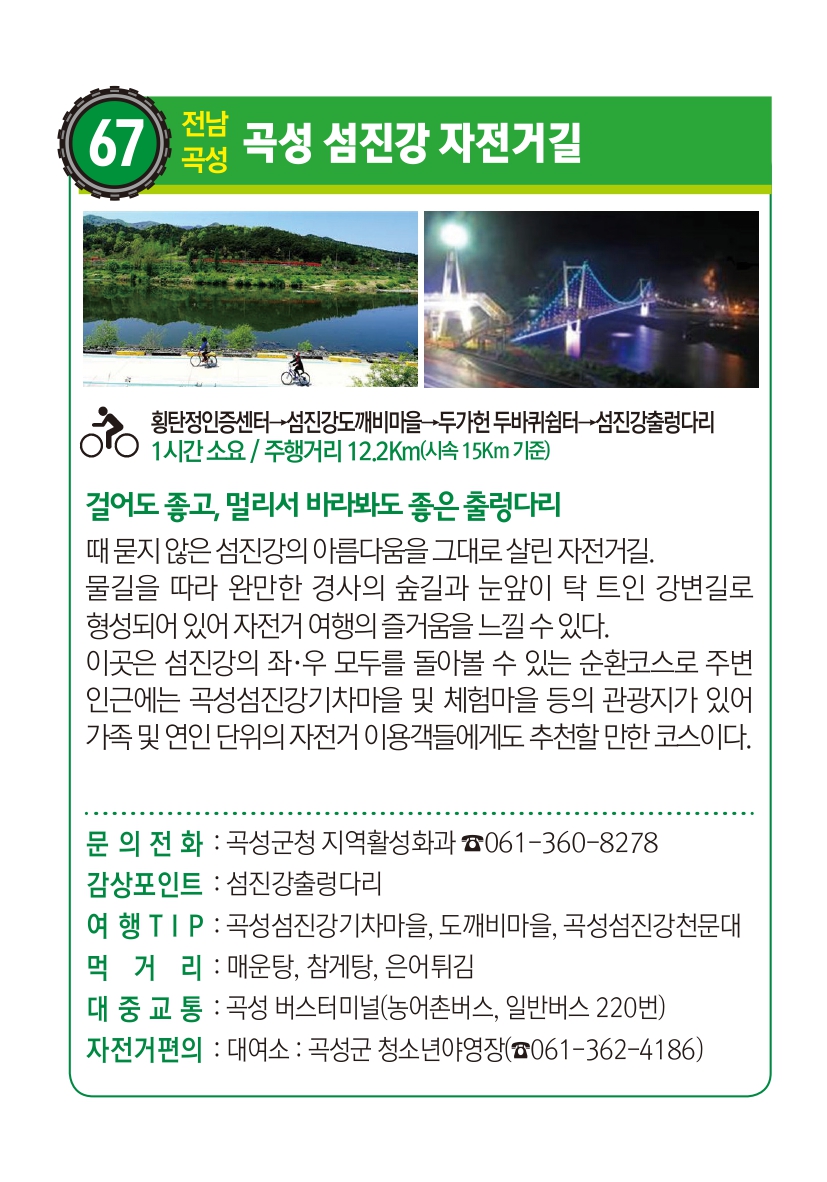 67
전남
곡성
곡성 섬진강 자전거길
횡탄정인증센터→섬진강도깨비마을→두가헌 두바퀴쉼터→섬진강출렁다리
1시간 소요 / 주행거리 12.2Km(시속 15Km 기준)
걸어도 좋고, 멀리서 바라봐도 좋은 출렁다리
때 묻지 않은 섬진강의 아름다움을 그대로 살린 자전거길.
물길을 따라 완만한 경사의 숲길과 눈앞이 탁 트인 강변길로
형성되어 있어 자전거 여행의 즐거움을 느낄 수 있다.
이곳은 섬진강의 좌·우 모두를 돌아볼 수 있는 순환코스로 주변
인근에는 곡성섬진강기차마을 및 체험마을 등의 관광지가 있어
가족 및 연인 단위의 자전거 이용객들에게도 추천할 만한 코스이다.
문 의 전 화 : 곡성군청 지역활성화과 ☎061-360-8278
감상포인트 : 섬진강출렁다리
여 행 T I P : 곡성섬진강기차마을, 도깨비마을, 곡성섬진강천문대
먹 거 리 : 매운탕, 참게탕, 은어튀김
대 중 교 통 : 곡성 버스터미널(농어촌버스, 일반버스 220번)
자전거편의 : 대여소 : 곡성군 청소년야영장(☎061-362-4186)